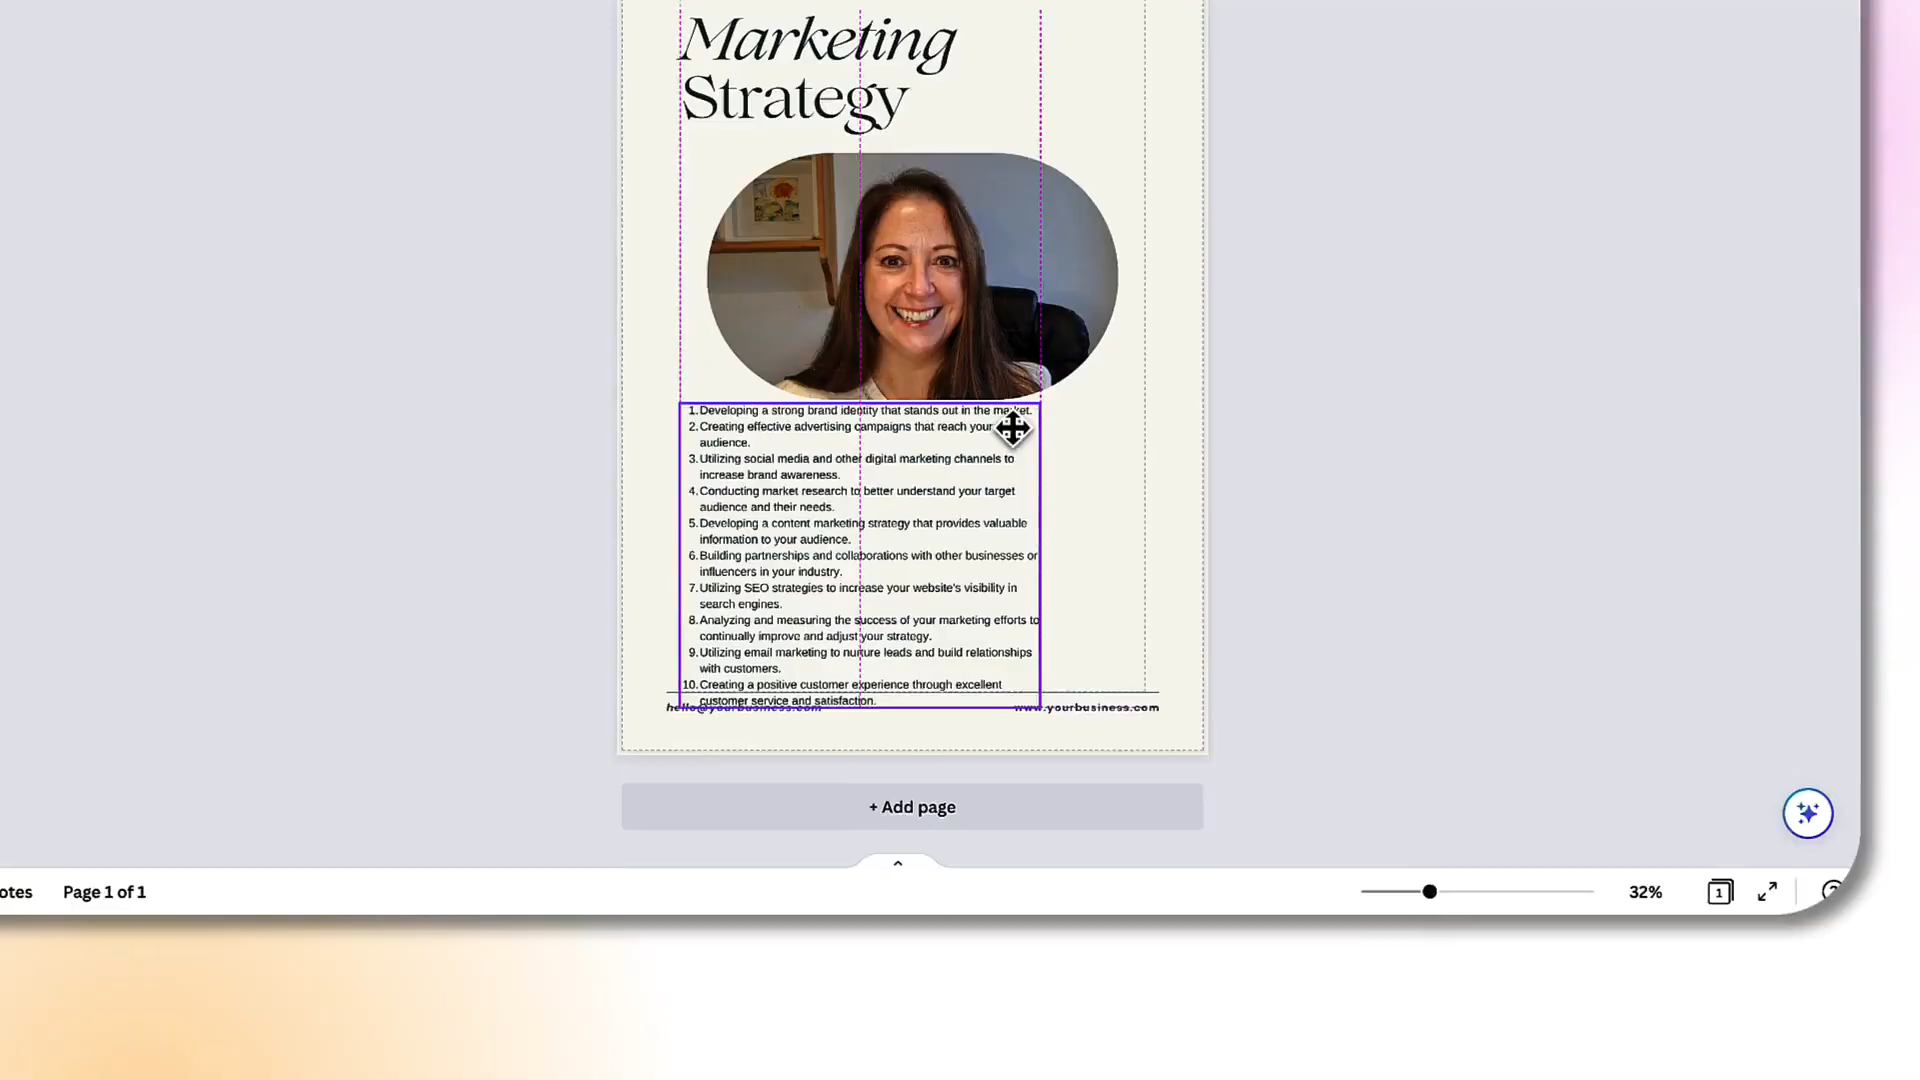 Marketing
Strategy
1. Developing a strong brand identity that stands out in the market.
2. Creating effective advertising campaigns that reach your
audience.
3. Utilizing social media and other digital marketing channels to
increase brand awareness.
4. Conducting market research to better understand your target
audience and their needs.
5. Developing a content marketing strategy that provides valuable
information to your audience.
6. Building partnerships and collaborations with other businesses or
influencers in your industry.
7. Utilizing SEO strategies to increase your website's visibility in
search engines.
8. Analyzing and measuring the success of your marketing efforts to
continually improve and adjust your strategy.
9. Utilizing email marketing to nurture leads and build relationships
with customers.
10. Creating a positive customer experience through excellent
customer service and satisfaction.
hello@yourbusiness.com www.yourbusiness.com
+ Add page
otes Page 1 of 1 32% 1